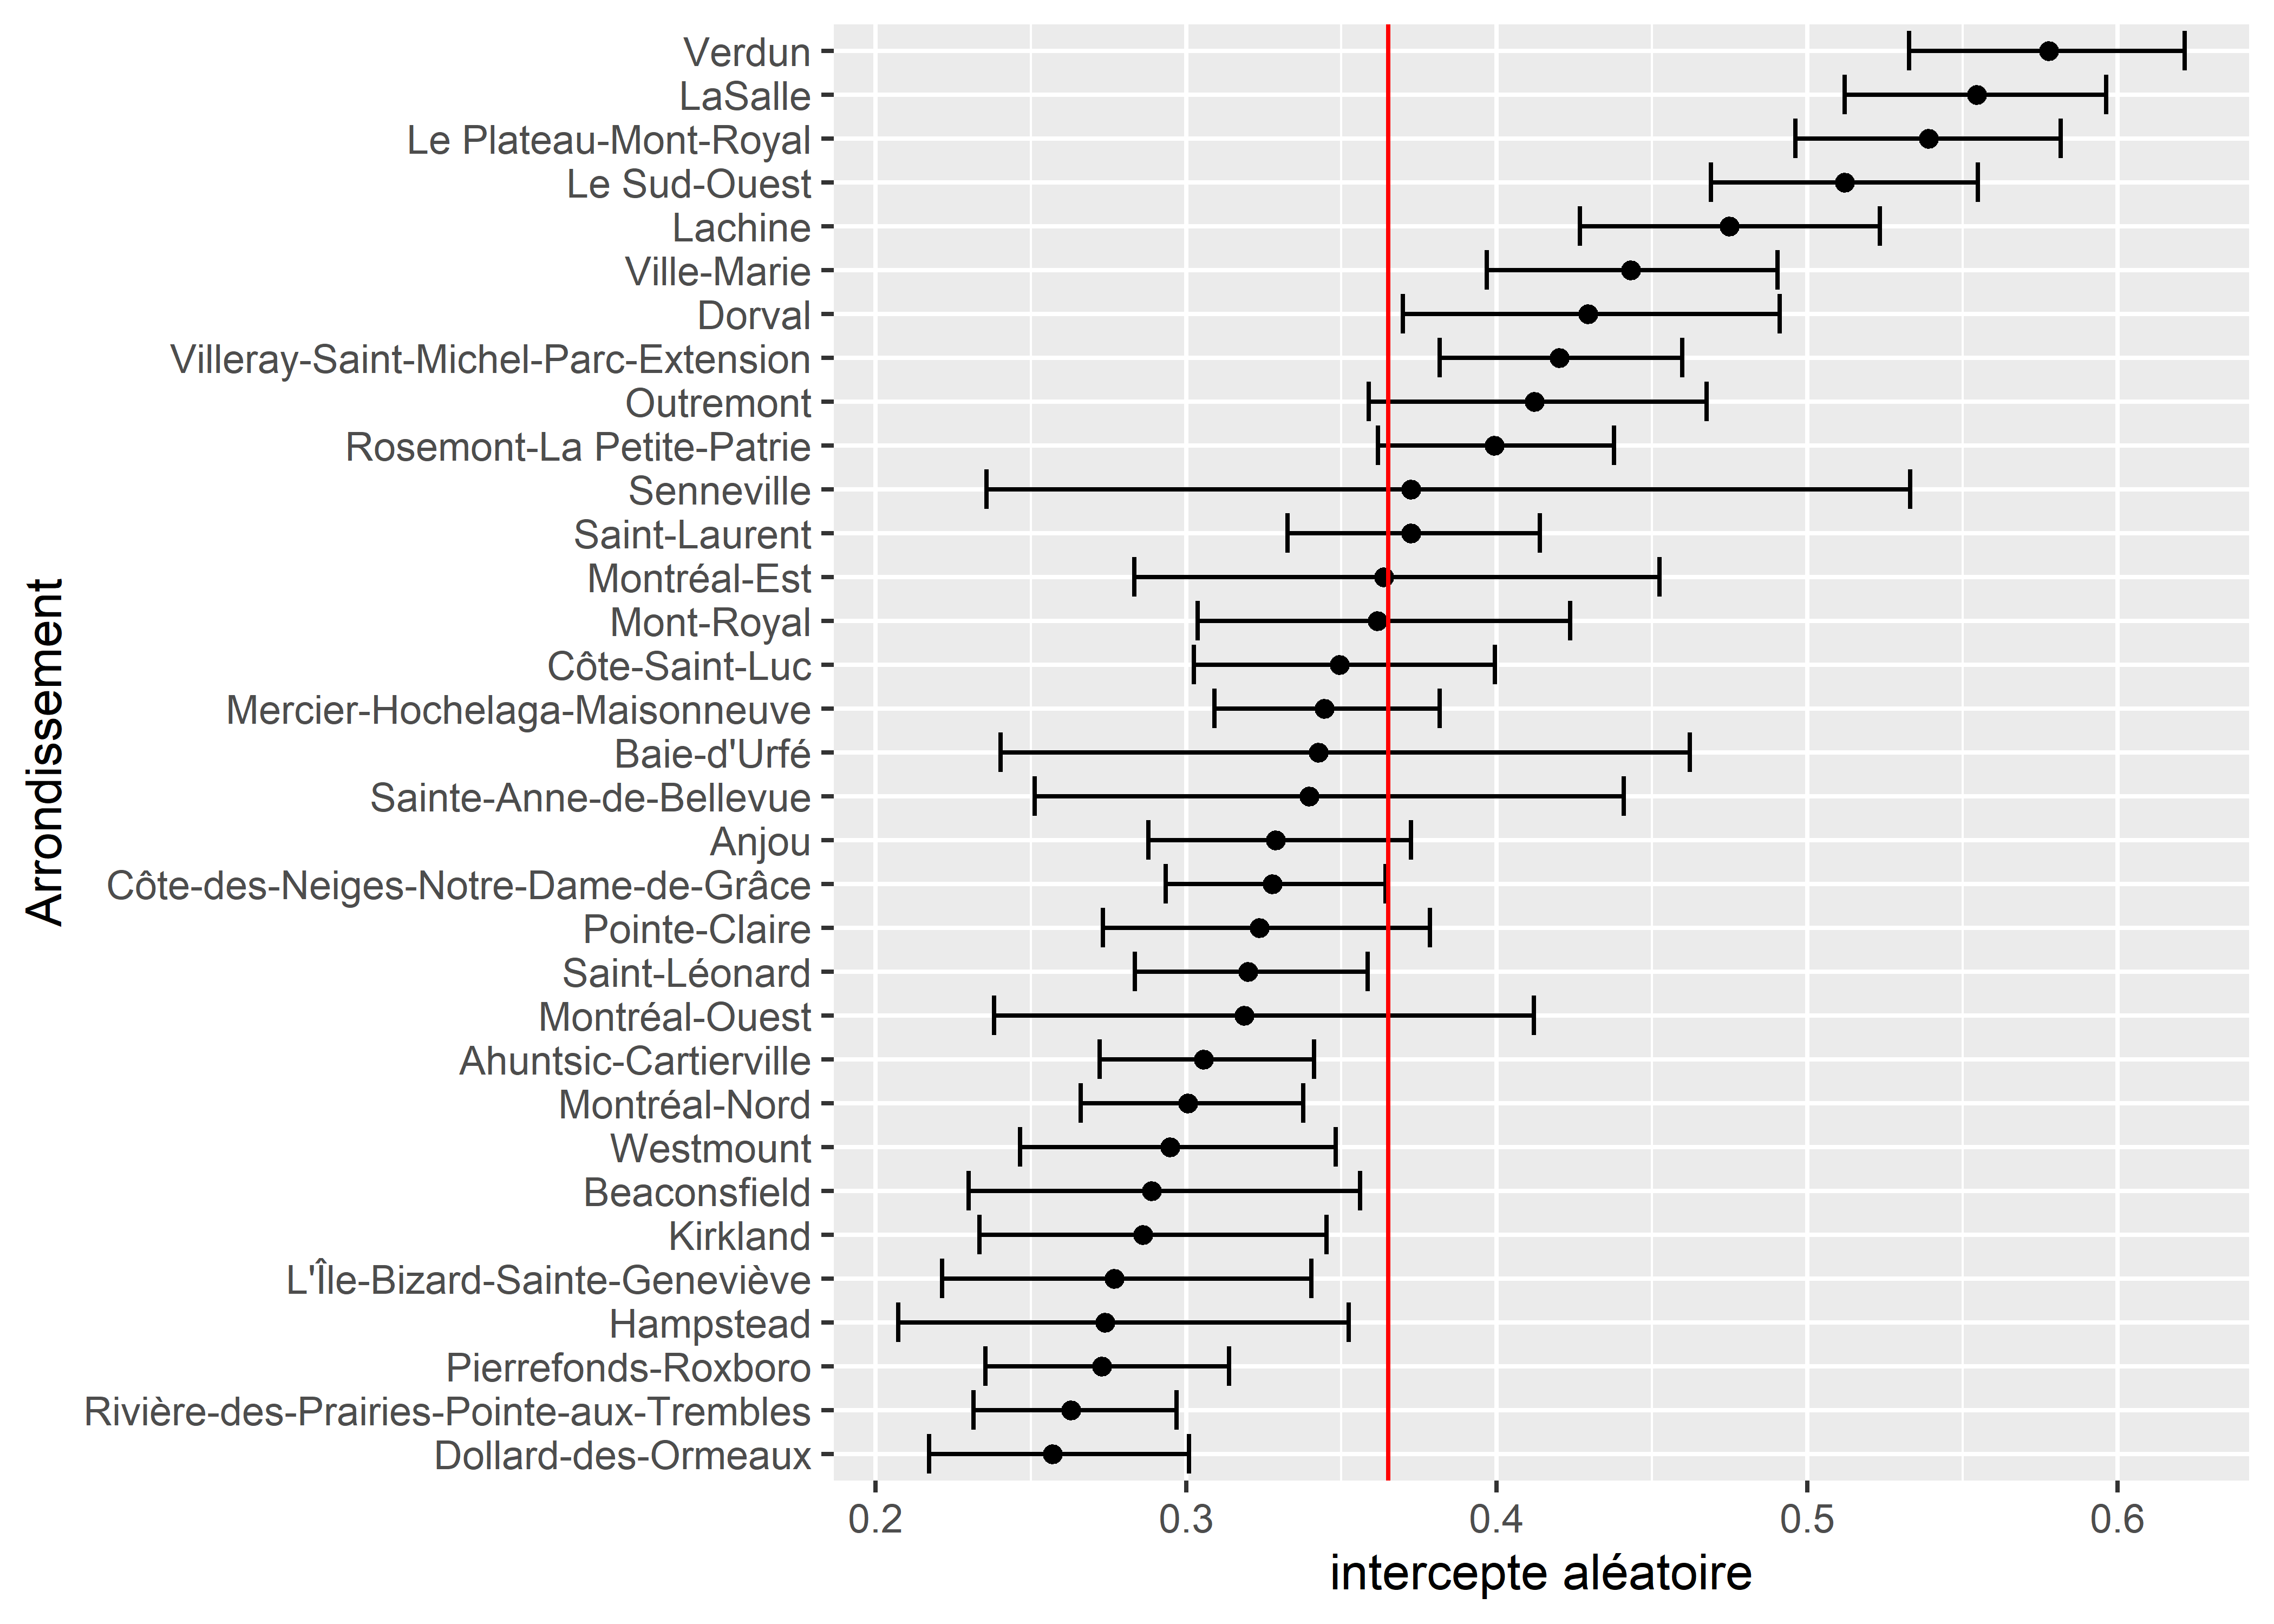 Verdun
LaSalle
Le Plateau-Mont-Royal
Le Sud-Ouest
Lachine
Ville-Marie
Dorval
Villeray-Saint-Michel-Parc-Extension
Outremont
Rosemont-La Petite-Patrie
Senneville
Saint-Laurent
Montréal-Est
Mont-Royal
Côte-Saint-Luc
Mercier-Hochelaga-Maisonneuve
Baie-d'Urfé
Sainte-Anne-de-Bellevue
Anjou
Côte-des-Neiges-Notre-Dame-de-Grâce
Pointe-Claire
Saint-Léonard
Montréal-Ouest
Ahuntsic-Cartierville
Montréal-Nord
Westmount
Beaconsfield
Kirkland
L'Île-Bizard-Sainte-Geneviève
Hampstead
Pierrefonds-Roxboro
Rivière-des-Prairies-Pointe-aux-Trembles
Dollard-des-Ormeaux
Arrondissement
0.2 0.3 0.4 0.5 0.6
intercepte aléatoire